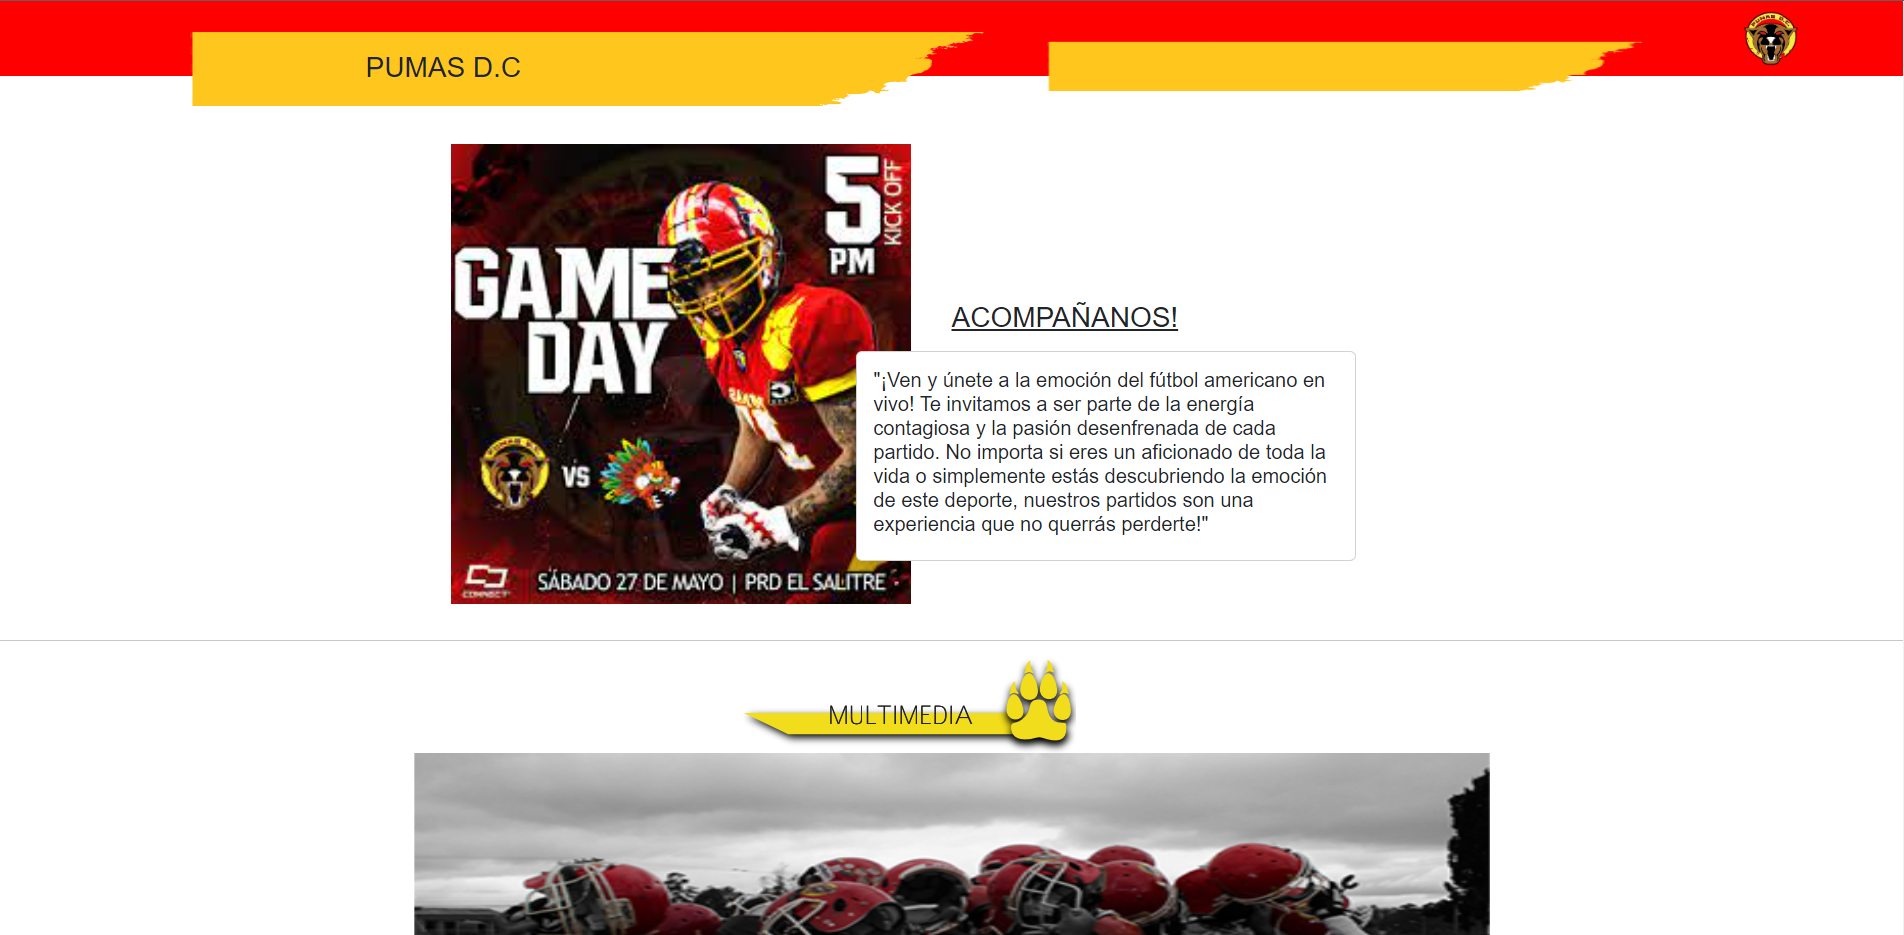 PUMAS D.C
PUMAS D.C.
5
PM
KICK OFF
GAME
DAY
PUMAS D.C.
VS
CONNECT
SÁBADO 27 DE MAYO | PRD EL SALITRE
ACOMPAÑANOS!
"¡Ven y únete a la emoción del fútbol americano en
vivo! Te invitamos a ser parte de la energía
contagiosa y la pasión desenfrenada de cada
partido. No importa si eres un aficionado de toda la
vida o simplemente estás descubriendo la emoción
de este deporte, nuestros partidos son una
experiencia que no querrás perderte!"
MULTIMEDIA